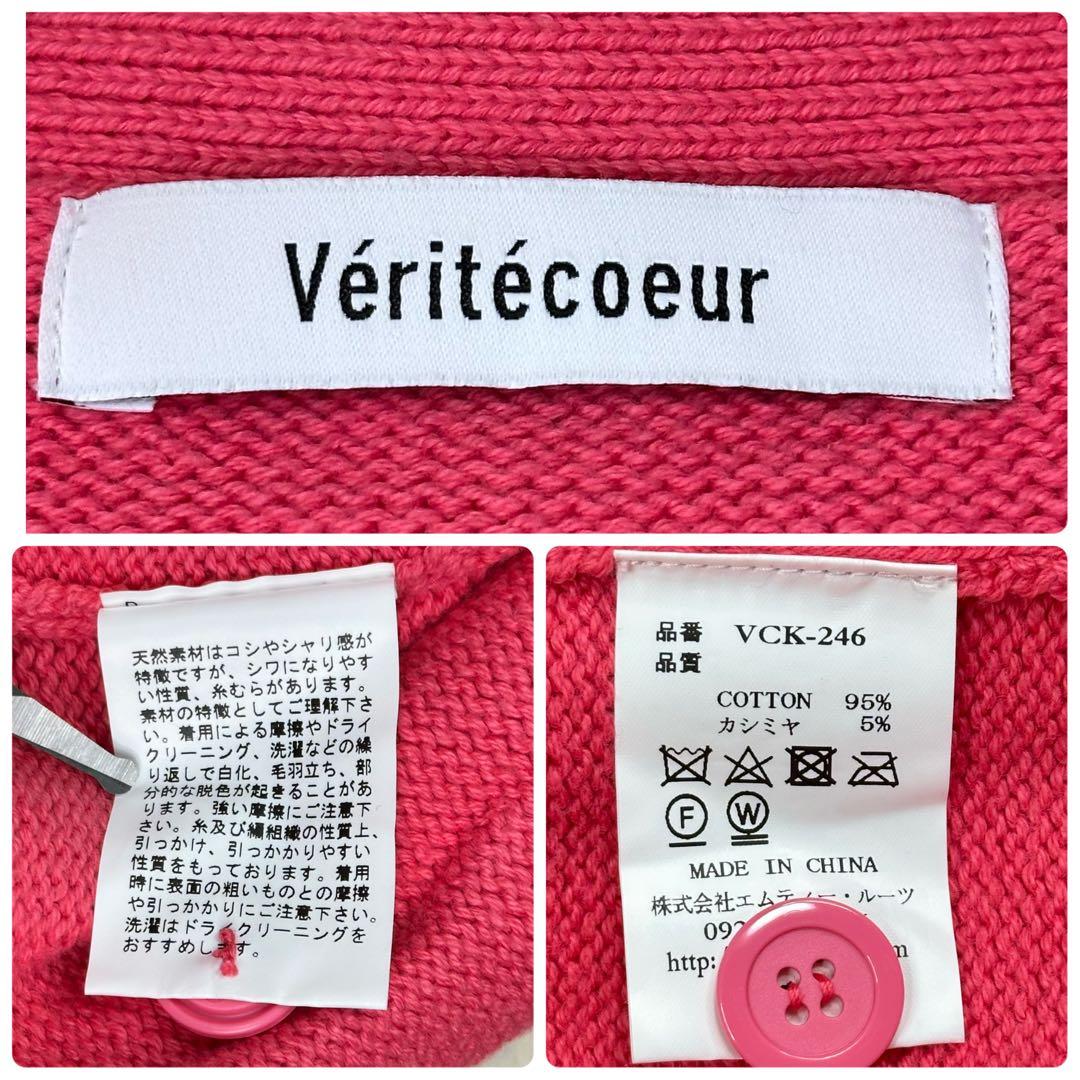 Véritécoeur
天然素材はコシやシャリ感が
特徴ですが、シワになりやす
い性質、糸むらがあります。
素材の特徴としてご理解下さ
い。着用による摩擦やドライ
クリーニング、洗濯などの繰
り返しで白化、毛羽立ち、部
分的な脱色が起きることがあ
ります。強い摩擦にご注意下
さい。糸及び編組織の性質上、
引っかけ、引っかかりやすい
性質をもっております。着用
時に表面の粗いものとの摩擦
や引っかかりにご注意下さい。
洗濯はドライクリーニングを
おすすめします。
品番 VCK-246
品質
COTTON 95%
カシミヤ 5%
F W
MADE IN CHINA
株式会社エムティー・ルーツ
092
http: m